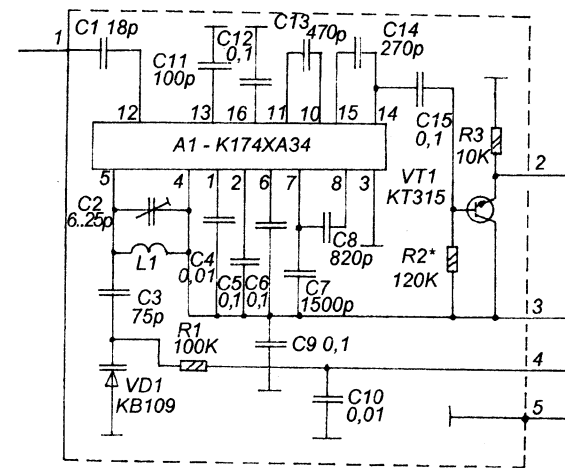 C1 18p
1
C11
100p
C12
0,1
C13
470p
C14
270p
C15
0,1
12
13
16
11
10
15
14
A1 - K174XA34
5
4
1
2
6
7
8
3
R3
10K
2
VT1
KT315
C2
6..25p
L1
C4
0,01
C5
0,1
C6
0,1
C8
820p
C7
1500p
R2*
120K
C3
75p
3
R1
100K
C9 0,1
4
VD1
KB109
C10
0,01
5